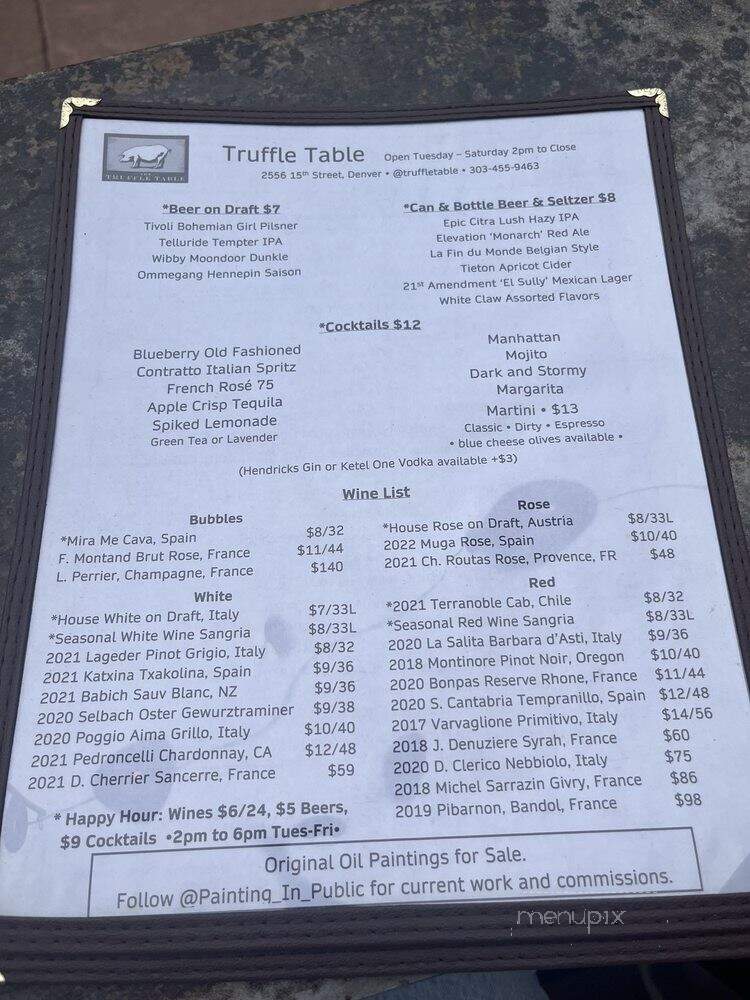 THE
TRUFFLE TABLE
Truffle Table Open Tuesday – Saturday 2pm to Close
2556 15th Street, Denver • @truffletable • 303-455-9463
*Beer on Draft $7
Tivoli Bohemian Girl Pilsner
Telluride Tempter IPA
Wibby Moondoor Dunkle
Ommegang Hennepin Saison
*Can & Bottle Beer & Seltzer $8
Epic Citra Lush Hazy IPA
Elevation 'Monarch' Red Ale
La Fin du Monde Belgian Style
Tieton Apricot Cider
21st Amendment 'El Sully' Mexican Lager
White Claw Assorted Flavors
*Cocktails $12
Blueberry Old Fashioned
Contratto Italian Spritz
French Rosé 75
Apple Crisp Tequila
Spiked Lemonade
Green Tea or Lavender
Manhattan
Mojito
Dark and Stormy
Margarita
Martini • $13
Classic • Dirty • Espresso
• blue cheese olives available •
(Hendricks Gin or Ketel One Vodka available +$3)
Wine List
Bubbles
*Mira Me Cava, Spain $8/32
F. Montand Brut Rose, France $11/44
L. Perrier, Champagne, France $140
White
*House White on Draft, Italy $7/33L
*Seasonal White Wine Sangria $8/33L
2021 Lageder Pinot Grigio, Italy $8/32
2021 Katxina Txakolina, Spain $9/36
2021 Babich Sauv Blanc, NZ $9/36
2020 Selbach Oster Gewurztraminer $9/38
2020 Poggio Aima Grillo, Italy $10/40
2021 Pedroncelli Chardonnay, CA $12/48
2021 D. Cherrier Sancerre, France $59
Rose
*House Rose on Draft, Austria $8/33L
2022 Muga Rose, Spain $10/40
2021 Ch. Routas Rose, Provence, FR $48
Red
*2021 Terranoble Cab, Chile $8/32
*Seasonal Red Wine Sangria $8/33L
2020 La Salita Barbara d'Asti, Italy $9/36
2018 Montinore Pinot Noir, Oregon $10/40
2020 Bonpas Reserve Rhone, France $11/44
2020 S. Cantabria Tempranillo, Spain $12/48
2017 Varvaglione Primitivo, Italy $14/56
2018 J. Denuziere Syrah, France $60
2020 D. Clerico Nebbiolo, Italy $75
2018 Michel Sarrazin Givry, France $86
2019 Pibarnon, Bandol, France $98
* Happy Hour: Wines $6/24, $5 Beers,
$9 Cocktails •2pm to 6pm Tues-Fri•
Original Oil Paintings for Sale.
Follow @Painting_In_Public for current work and commissions.
menupix